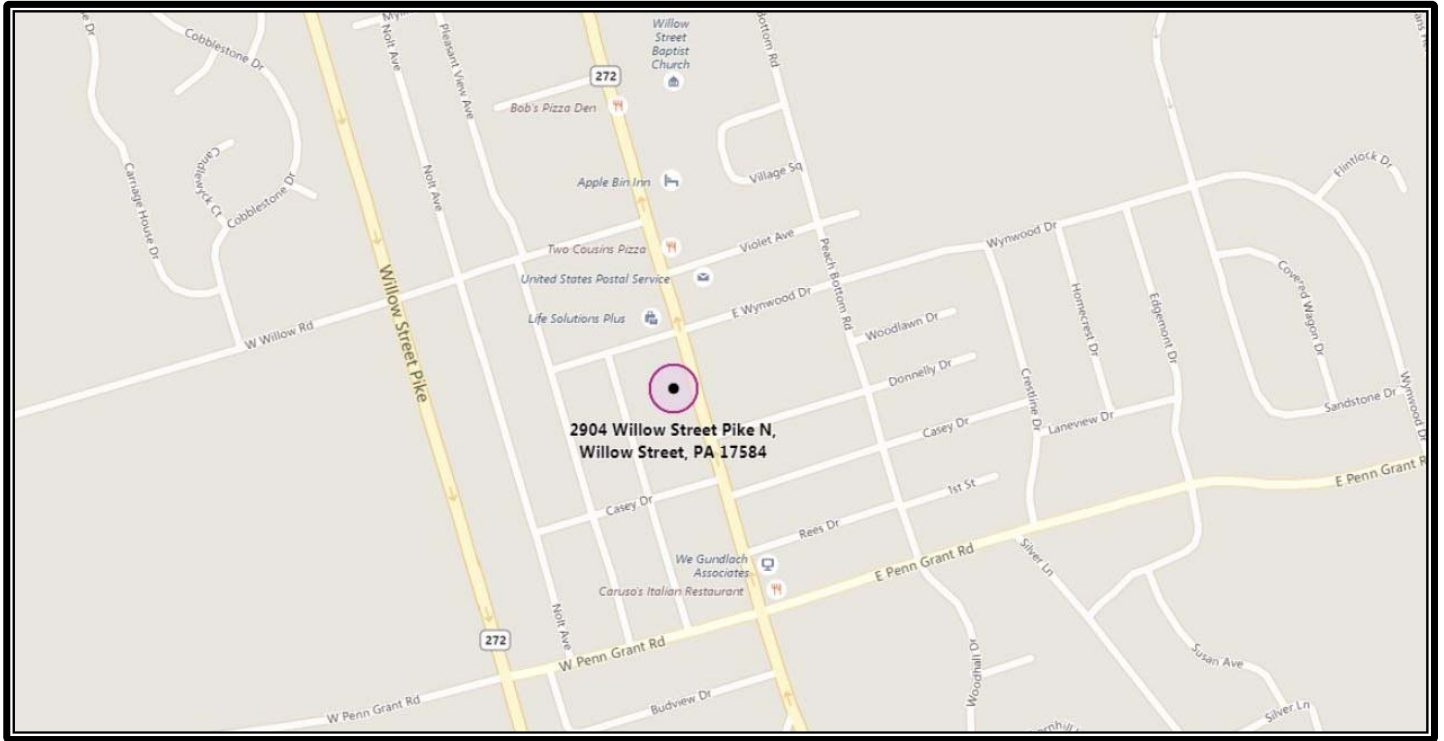 Cobblestone Dr
Nolt Ave
Pleasant View Ave
Willow
Street
Baptist
Church
272
Bob's Pizza Den
Carriage House Dr
Candlewyck Ct
Cobblestone Dr
Nolt Ave
Apple Bin Inn
Village Sq
Flintlock Dr
Two Cousins Pizza
Violet Ave
Peach Bottom Rd
Wynwood Dr
United States Postal Service
E Wynwood Dr
Life Solutions Plus
W Willow Rd
Willow Street Pike
Woodlawn Dr
Homecrest Dr
Edgemont Dr
Covered Wagon Dr
Donnelly Dr
Crestline Dr
Sandstone Dr
Wynwood Dr
2904 Willow Street Pike N,
Willow Street, PA 17584
Casey Dr
Laneview Dr
Casey Dr
1st St
E Penn Grant R
Rees Dr
We Gundlach
Associates
E Penn Grant Rd
Silver Ln
Caruso's Italian Restaurant
Nolt Ave
272
W Penn Grant Rd
Woodhall Dr
Susan Ave
Budview Dr
W Penn Grant Rd
Silver Ln